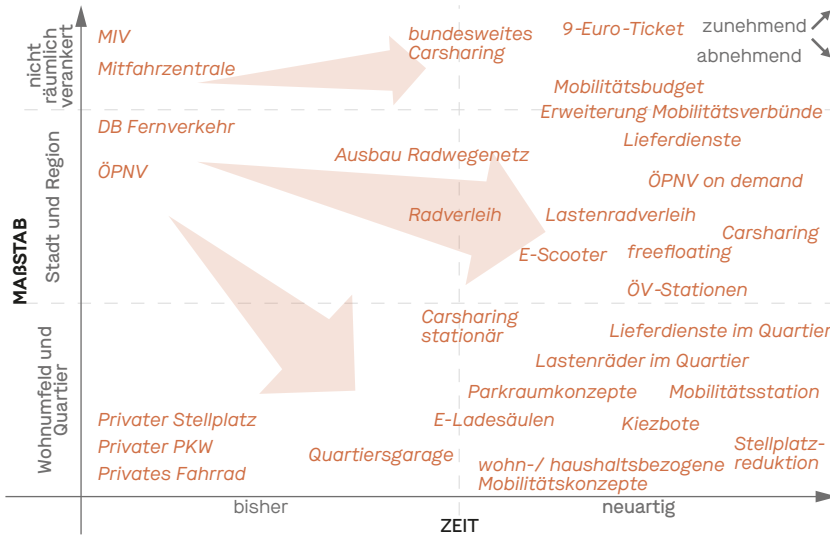 MAßSTAB
nicht
räumlich
verankert
MIV
Mitfahrzentrale
bundesweites
Carsharing
9-Euro-Ticket
zunehmend
abnehmend
Mobilitätsbudget
Erweiterung Mobilitätsverbünde
Stadt und Region
DB Fernverkehr
Lieferdienste
Ausbau Radwegenetz
ÖPNV
ÖPNV on demand
Radverleih
Lastenradverleih
Carsharing
E-Scooter
freefloating
ÖV-Stationen
Wohnumfeld und
Quartier
Carsharing
stationär
Lieferdienste im Quartier
Lastenräder im Quartier
Parkraumkonzepte
Mobilitätsstation
Privater Stellplatz
E-Ladesäulen
Kiezbote
Privater PKW
Quartiersgarage
Stellplatz-
reduktion
Privates Fahrrad
wohn-/ haushaltsbezogene
Mobilitätskonzepte
bisher
neuartig
ZEIT